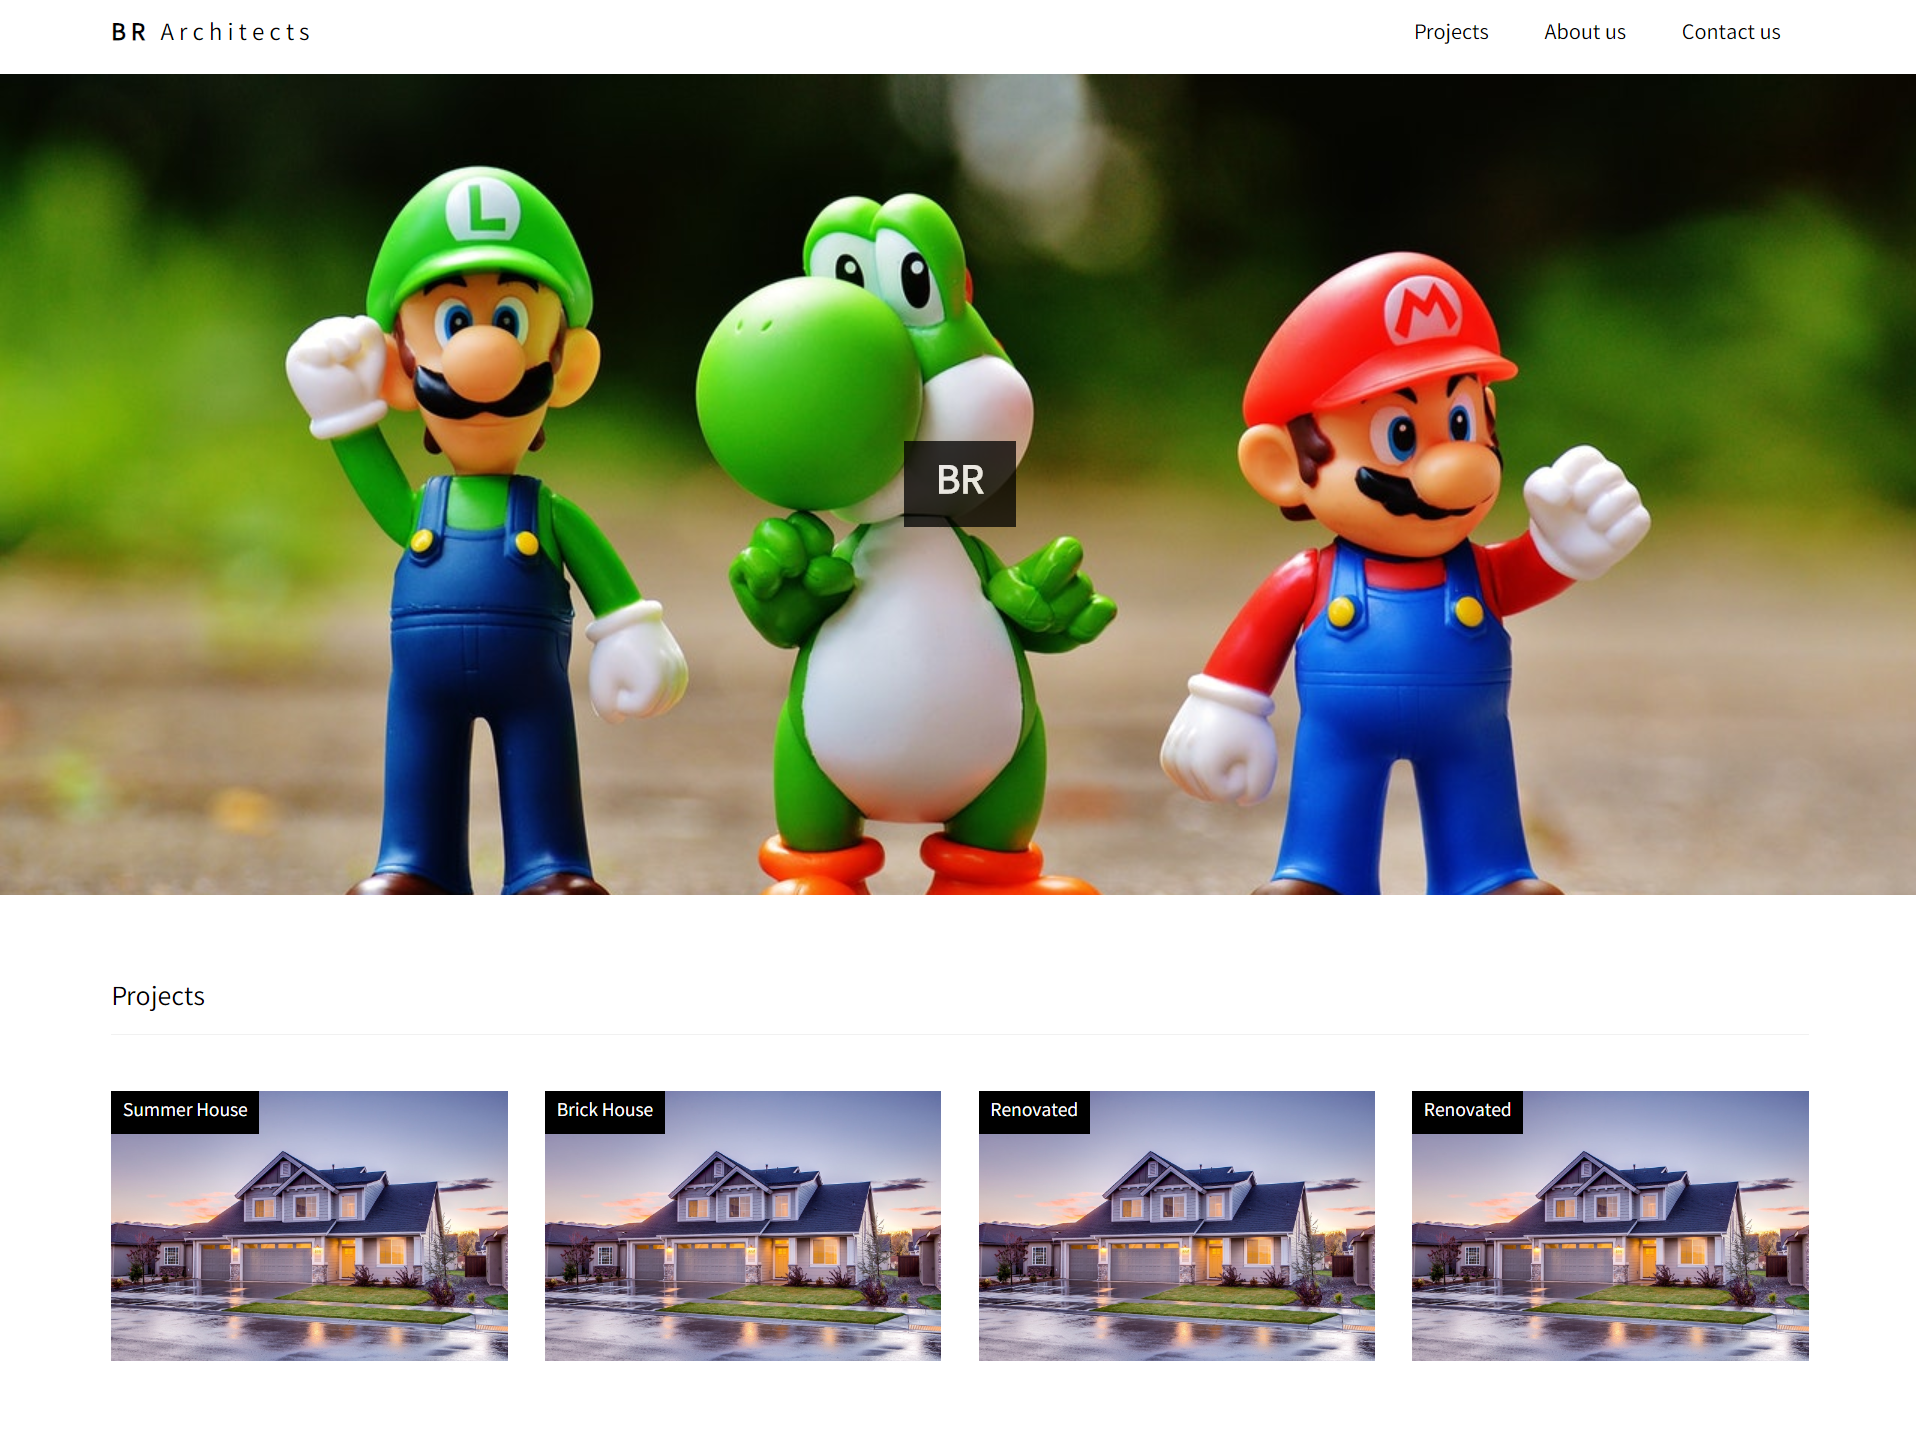 BR Architects
Projects
About us
Contact us
L
M
BR
Projects
Summer House
Brick House
Renovated
Renovated